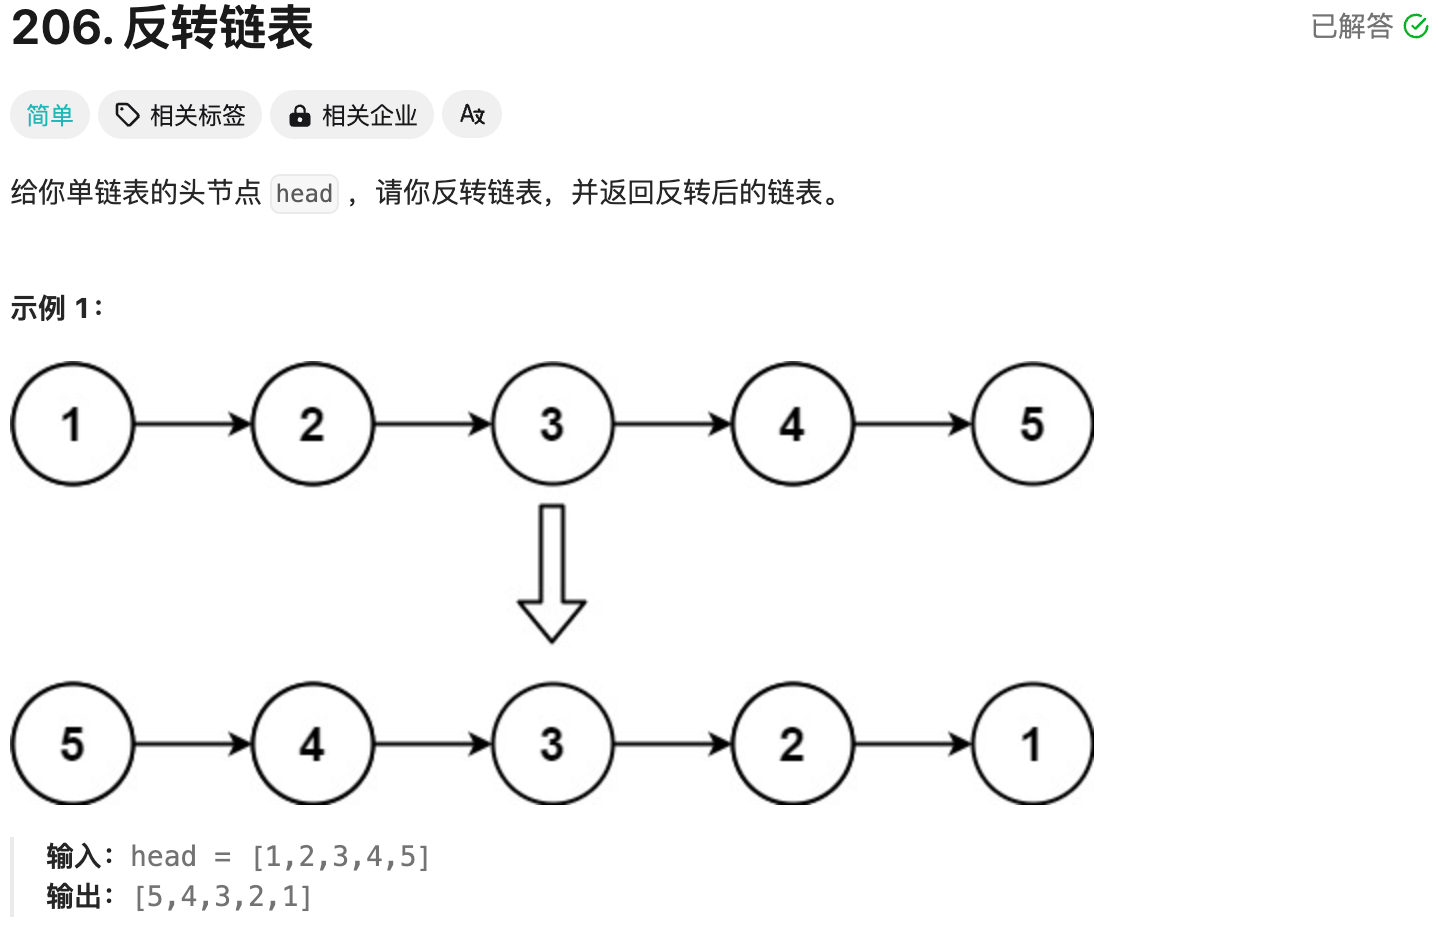 206. 反转链表
已解答
简单
相关标签
相关企业
给你单链表的头节点 head ，请你反转链表，并返回反转后的链表。
示例 1：
1 2 3 4 5
5 4 3 2 1
输入：head = [1,2,3,4,5]
输出：[5,4,3,2,1]